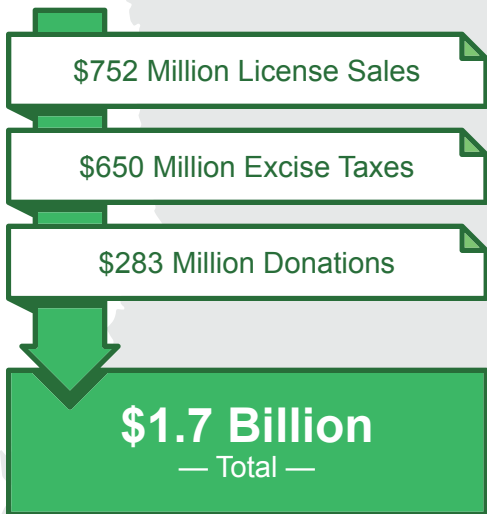 $752 Million License Sales
$650 Million Excise Taxes
$283 Million Donations
$1.7 Billion
— Total —